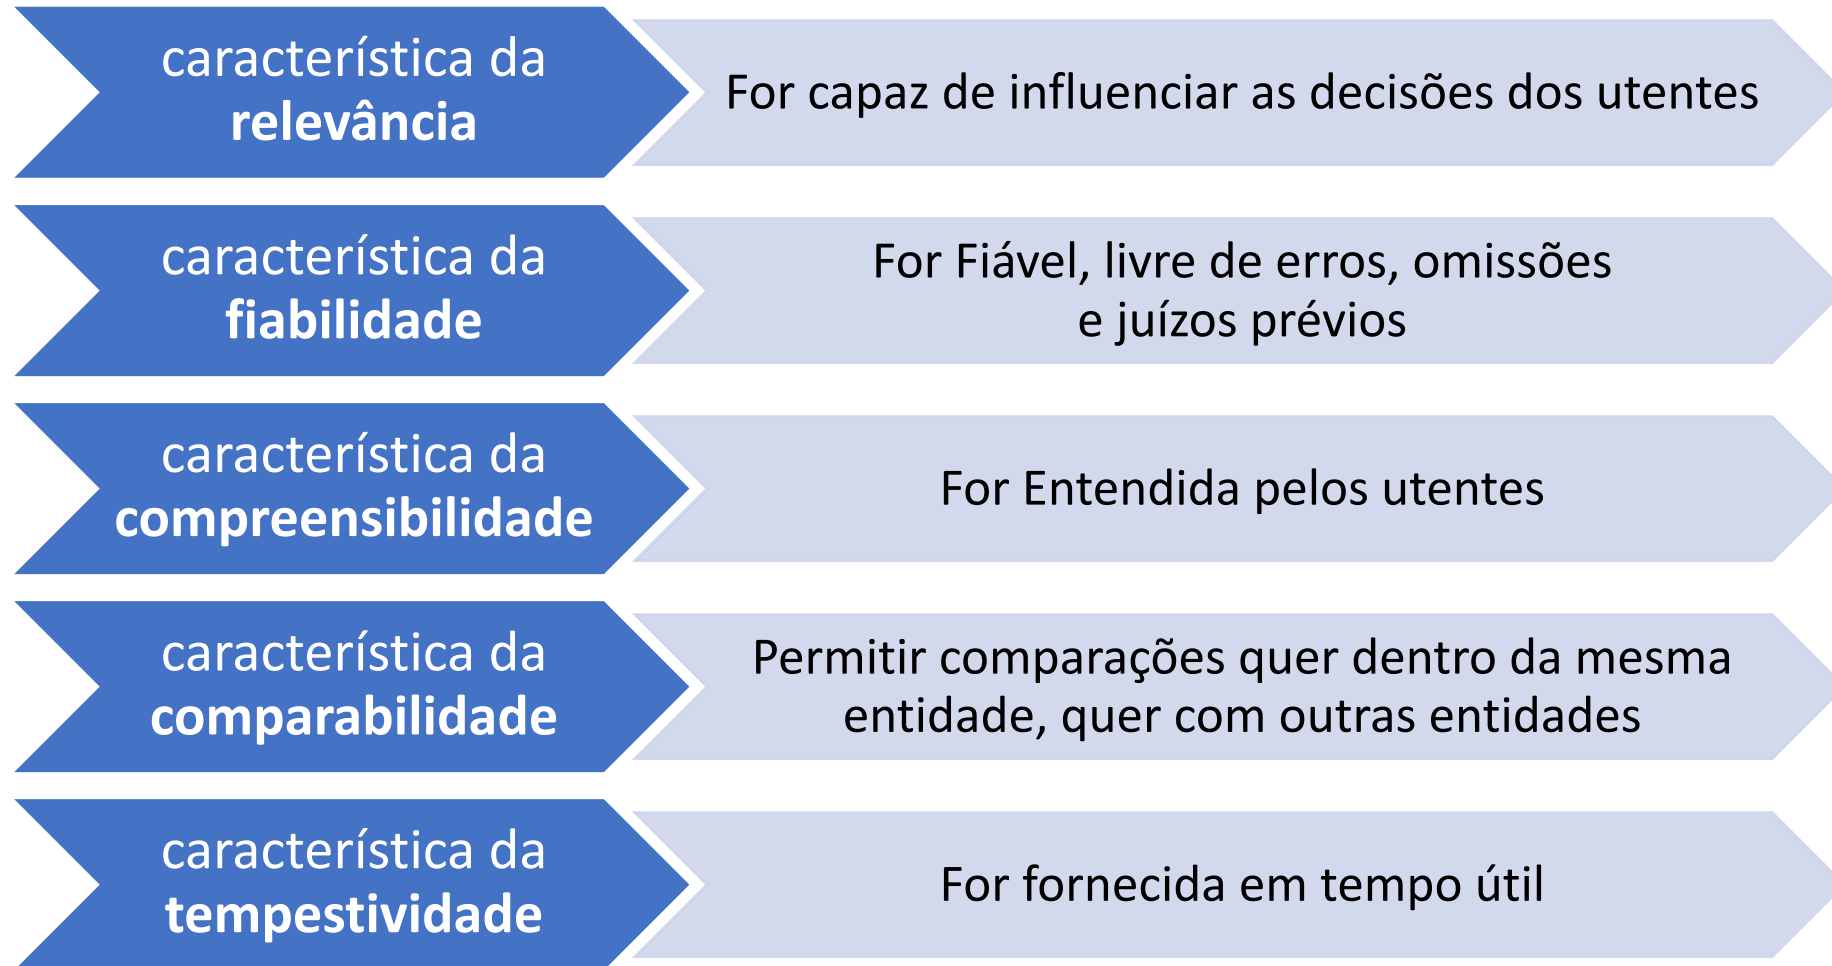 característica da
relevância
For capaz de influenciar as decisões dos utentes
característica da
fiabilidade
For Fiável, livre de erros, omissões
e juízos prévios
característica da
compreensibilidade
For Entendida pelos utentes
característica da
comparabilidade
Permitir comparações quer dentro da mesma
entidade, quer com outras entidades
característica da
tempestividade
For fornecida em tempo útil